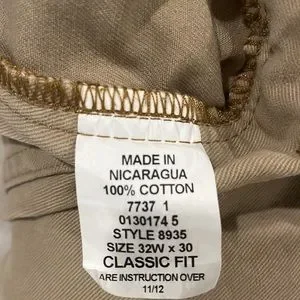 MADE IN
NICARAGUA
100% COTTON
7737 1
0130174 5
STYLE 8935
SIZE 32W x 30
CLASSIC FIT
ARE INSTRUCTION OVER
11/12